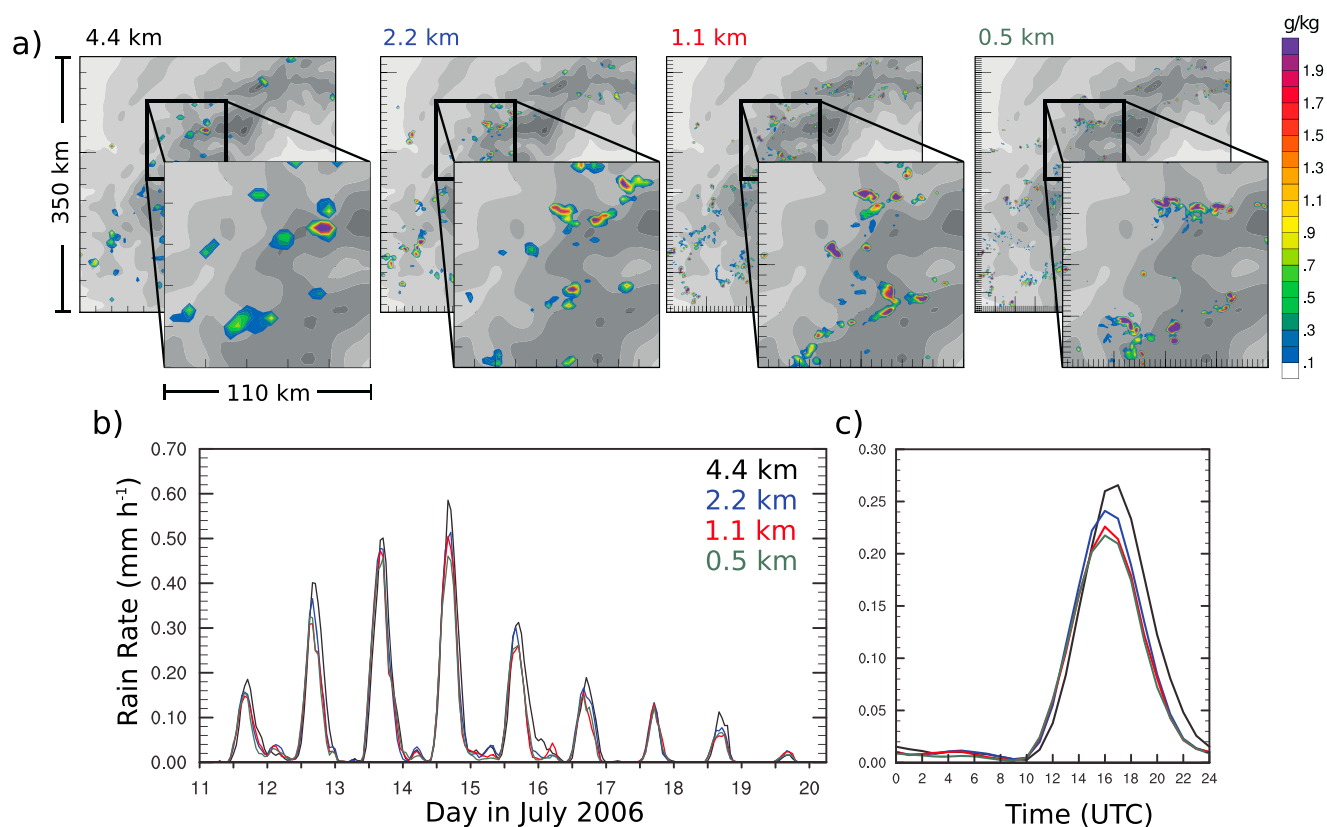 a)
4.4 km
2.2 km
1.1 km
0.5 km
g/kg
1.9
1.7
1.5
1.3
1.1
.9
.7
.5
.3
.1
350 km
110 km
b)
0.70
0.60
0.50
0.40
0.30
0.20
0.10
0.00
Rain Rate (mm h-1)
4.4 km
2.2 km
1.1 km
0.5 km
11 12 13 14 15 16 17 18 19 20
Day in July 2006
c)
0.30
0.25
0.20
0.15
0.10
0.05
0.00
0 2 4 6 8 10 12 14 16 18 20 22 24
Time (UTC)